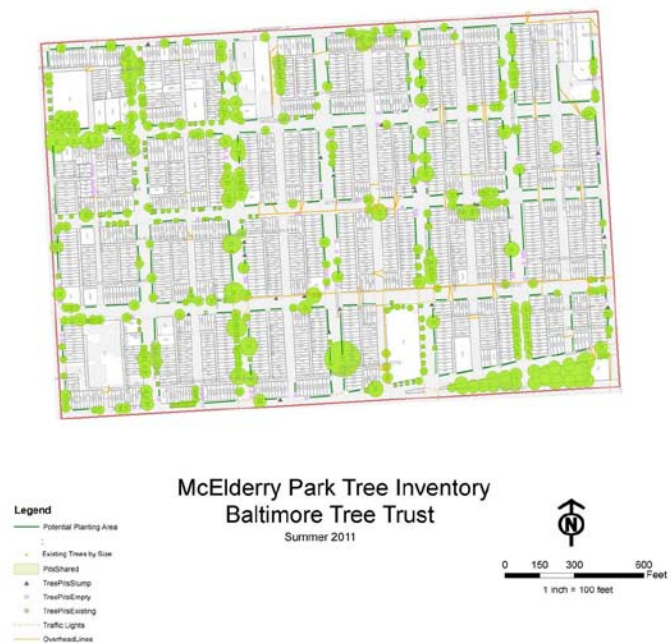 McElderry Park Tree Inventory
Baltimore Tree Trust
Summer 2011
Legend
Potential Planting Area
:
Existing Trees by Size
PitsShared
TreePitsStump
TreePitsEmpty
TreePitsExisting
Traffic Lights
OverheadLines
N
0 150 300 600
Feet
1 inch = 100 feet